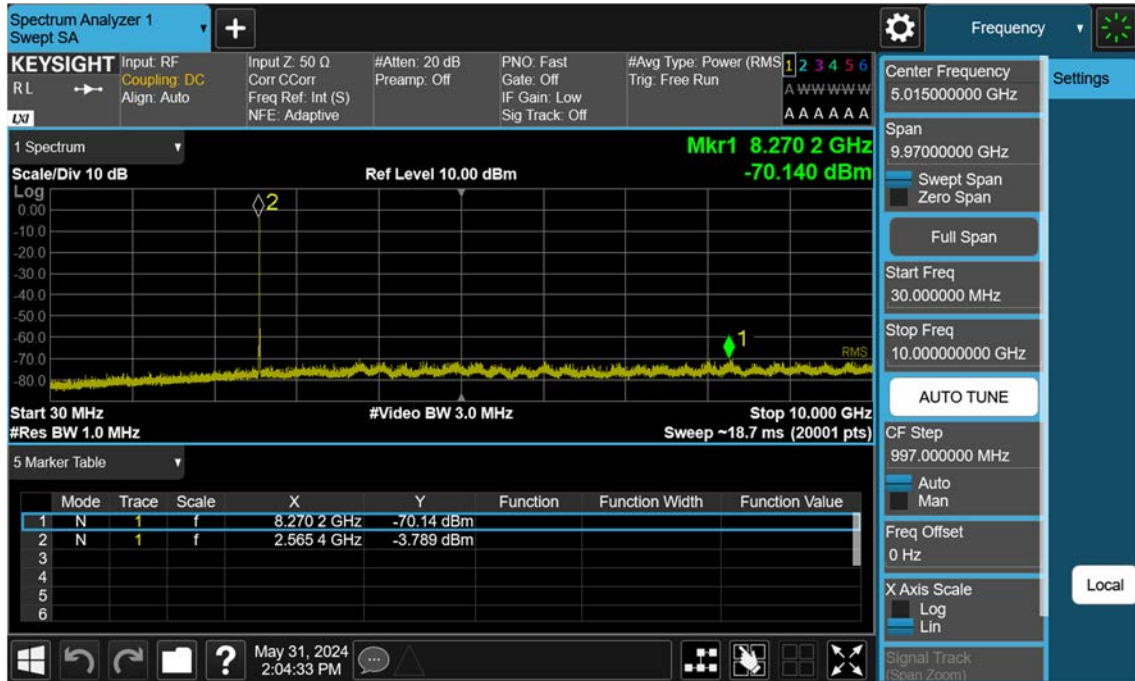 Spectrum Analyzer 1
Swept SA
+
Frequency
KEYSIGHT
RL
LXI
Input: RF
Coupling: DC
Align: Auto
Input Z: 50 Ω
Corr CCorr
Freq Ref: Int (S)
NFE: Adaptive
#Atten: 20 dB
Preamp: Off
PNO: Fast
Gate: Off
IF Gain: Low
Sig Track: Off
#Avg Type: Power (RMS
Trig: Free Run
1 2 3 4 5 6
A W W W W W
A A A A A A
1 Spectrum
Mkr1 8.270 2 GHz
-70.140 dBm
Scale/Div 10 dB
Ref Level 10.00 dBm
Log
0.00
-10.0
-20.0
-30.0
-40.0
-50.0
-60.0
-70.0
-80.0
2
1
RMS
Start 30 MHz
#Video BW 3.0 MHz
Stop 10.000 GHz
#Res BW 1.0 MHz
Sweep ~18.7 ms (20001 pts)
5 Marker Table
Mode Trace Scale X Y Function Function Width Function Value
1 N 1 f 8.270 2 GHz -70.14 dBm
2 N 1 f 2.565 4 GHz -3.789 dBm
3
4
5
6
?
May 31, 2024
2:04:33 PM
Center Frequency
5.015000000 GHz
Span
9.97000000 GHz
Swept Span
Zero Span
Full Span
Start Freq
30.000000 MHz
Stop Freq
10.000000000 GHz
AUTO TUNE
CF Step
997.000000 MHz
Auto
Man
Freq Offset
0 Hz
X Axis Scale
Log
Lin
Signal Track
(Span Zoom)
Settings
Local